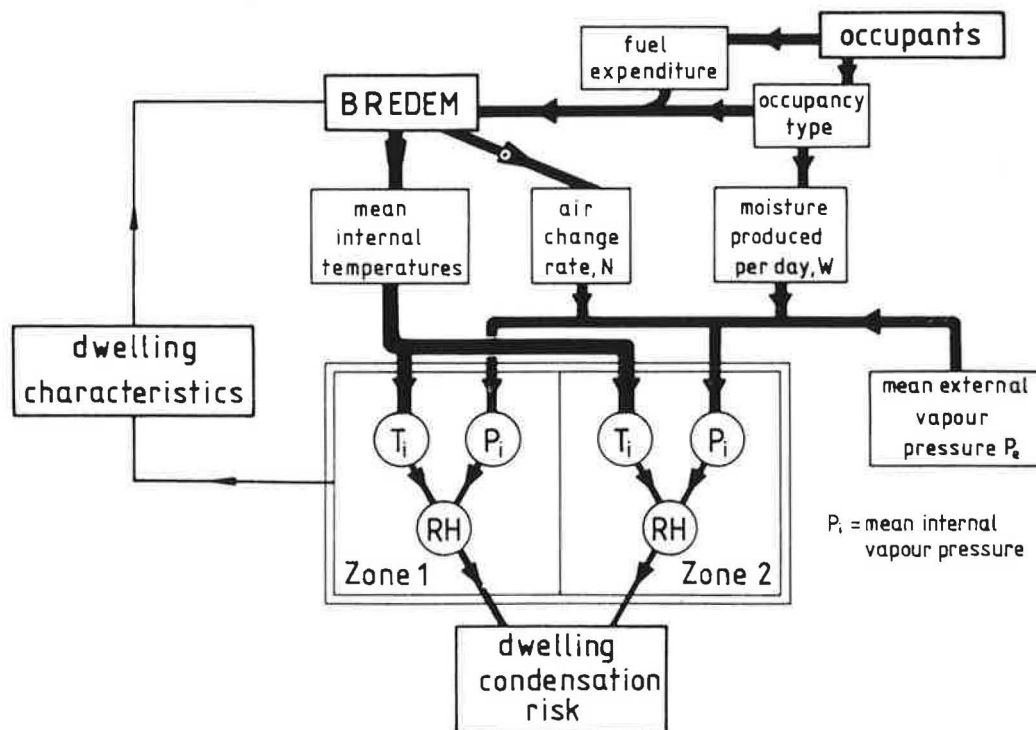 occupants
fuel
expenditure
BREDEM
occupancy
type
mean
internal
temperatures
air
change
rate, N
moisture
produced
per day, W
dwelling
characteristics
mean external
vapour
pressure Pe
Ti
Pi
Ti
Pi
RH
RH
Pi = mean internal
vapour pressure
Zone 1
Zone 2
dwelling
condensation
risk